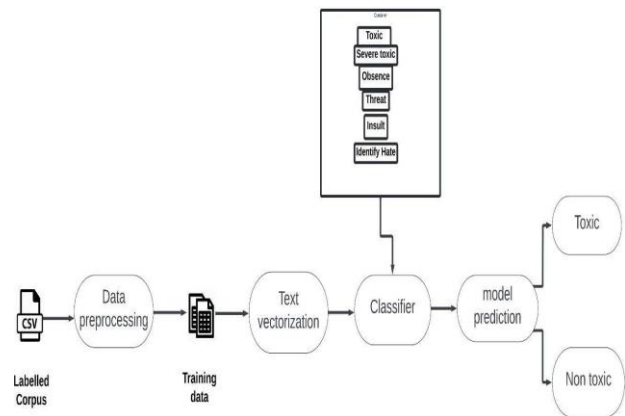 Toxic
Severe toxic
Obsence
Threat
Insult
Identify Hate
CSV
Labelled
Corpus
Data
preprocessing
Training
data
Text
vectorization
Classifier
model
prediction
Toxic
Non toxic